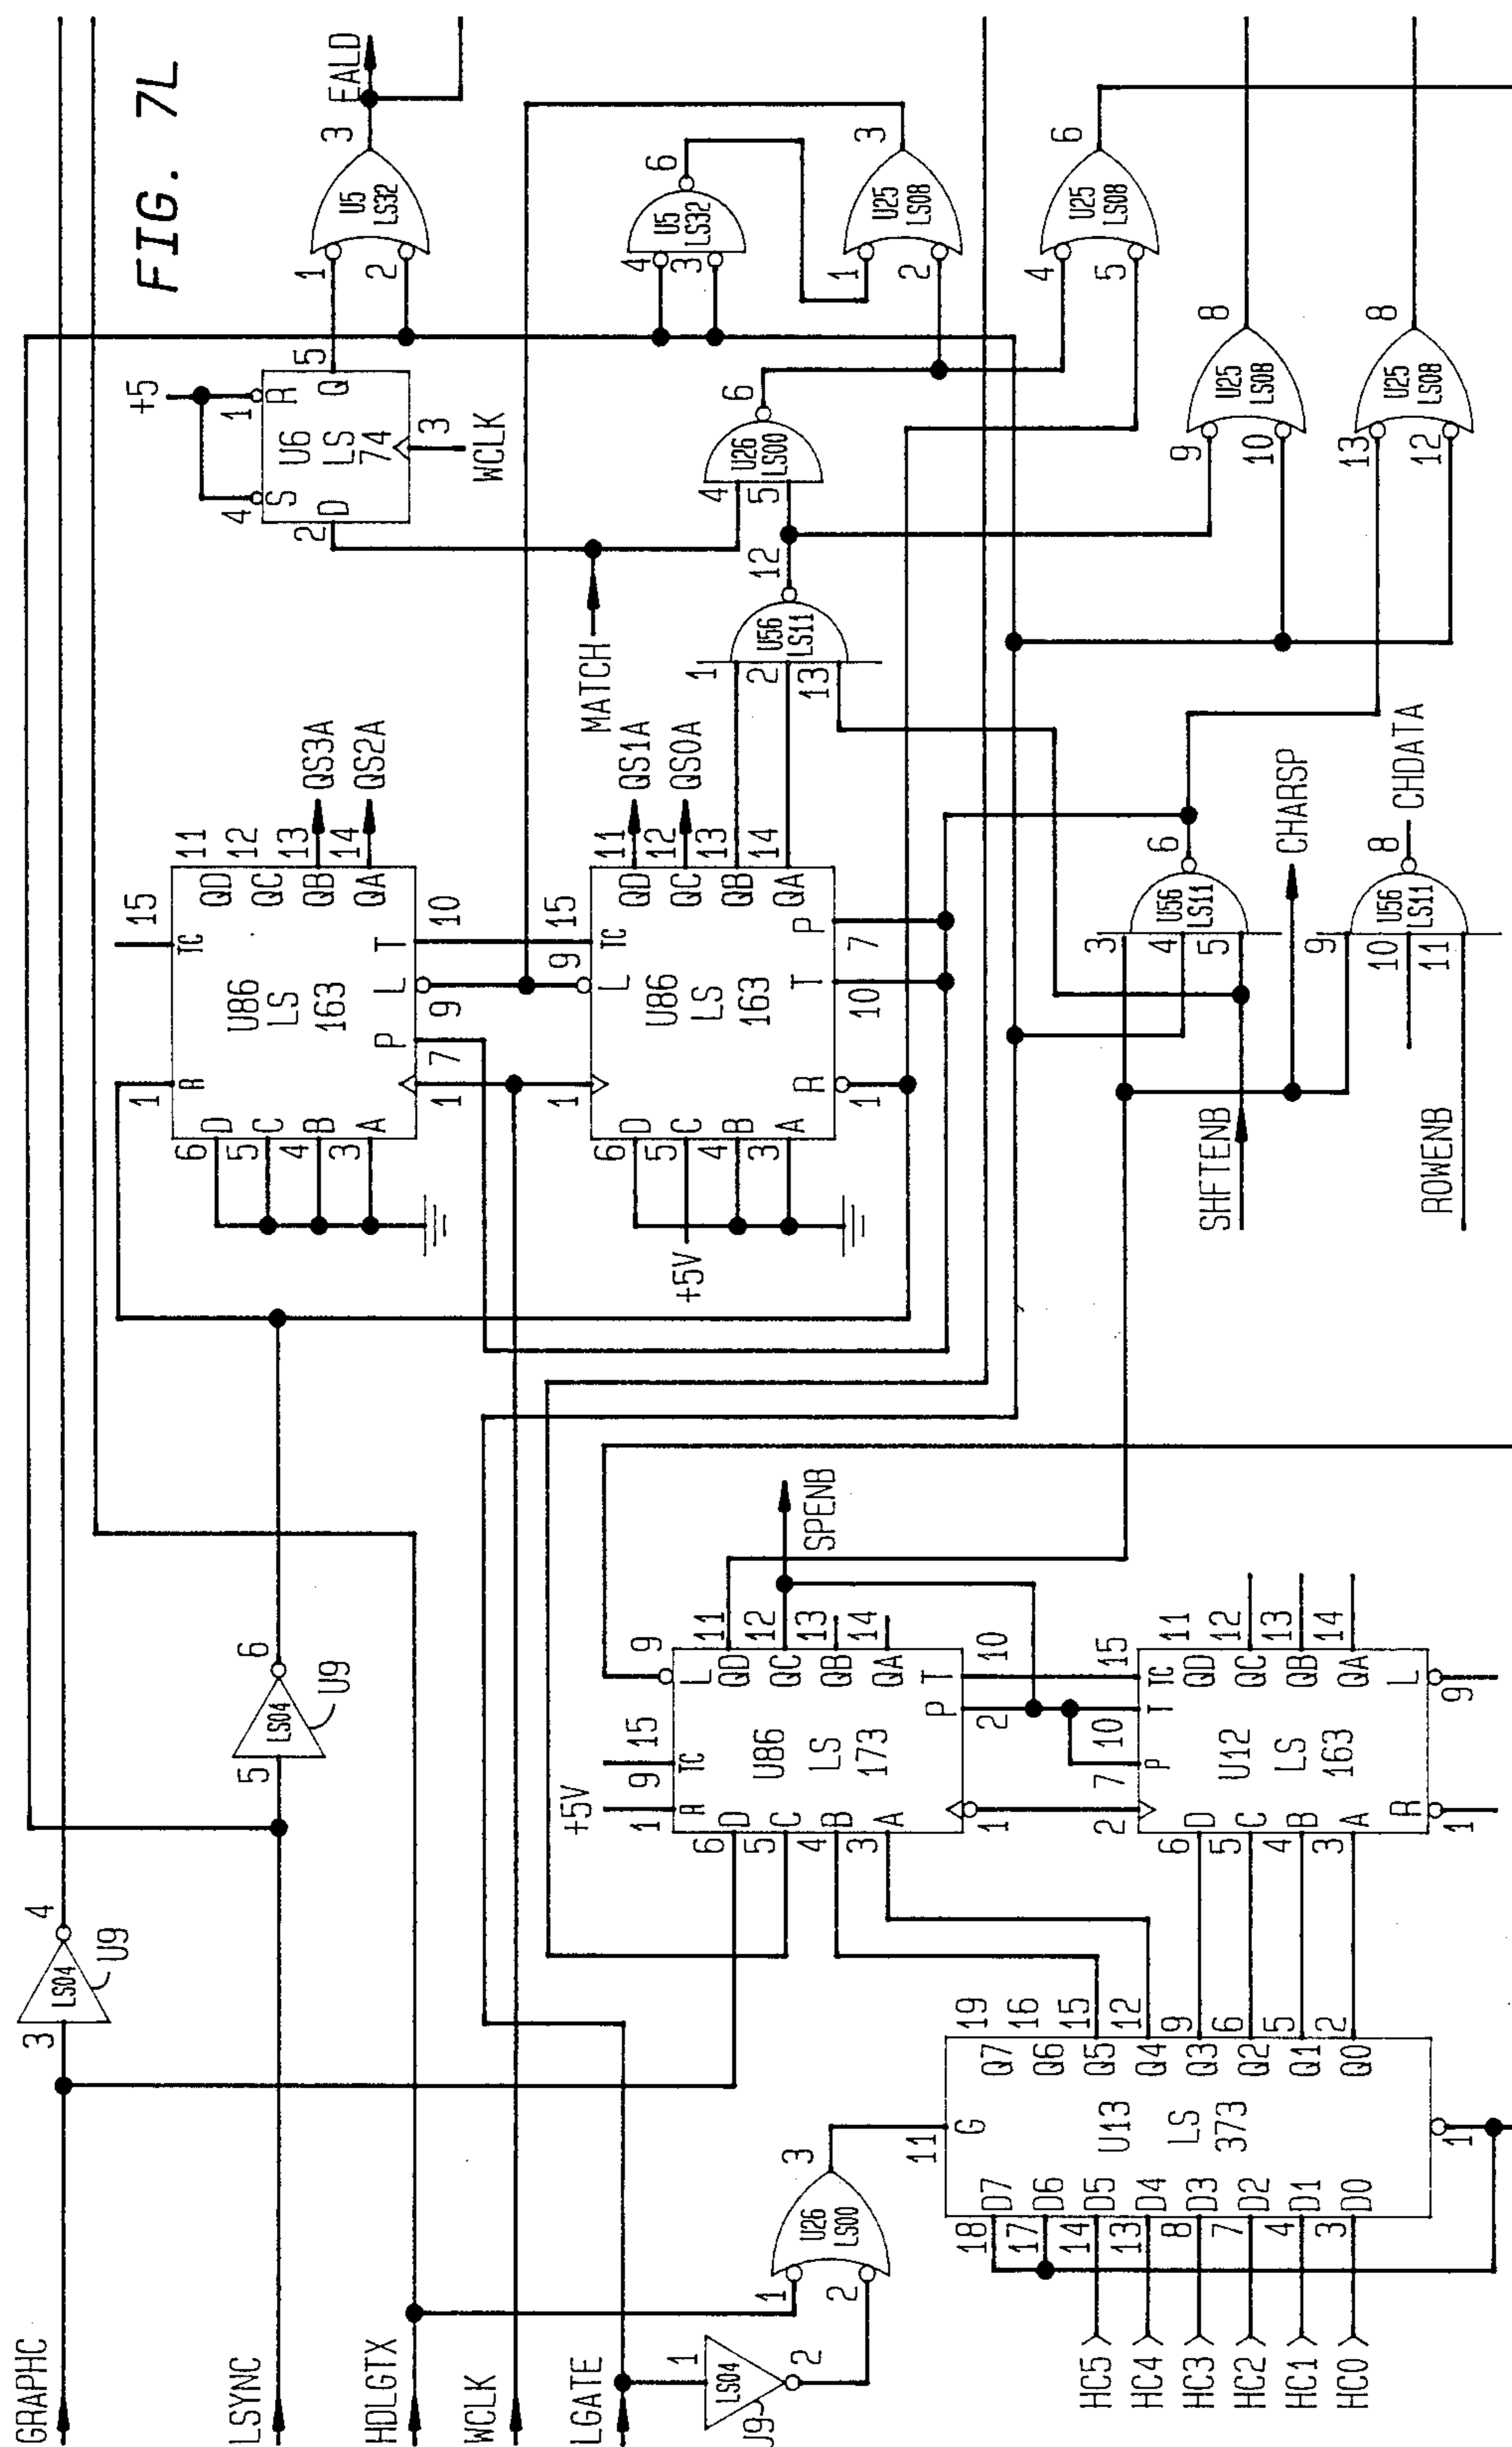 FIG. 7L
GRAPHC
3
LS04
4
U9
LSYNC
5
LS04
6
U9
HDLGTX
WCLK
LGATE
1
LS04
2
U9
1
2
U26
LS00
3
HC5
HC4
HC3
HC2
HC1
HC0
18 D7
17 D6
14 D5
13 D4
8 D3
7 D2
4 D1
3 D0
11
G
U13
LS
373
1
Q7 19
Q6 16
Q5 15
Q4 12
Q3 9
Q2 6
Q1 5
Q0 2
+5V
1
R
9
TC
15
L
9
6 D
5 C
4 B
3 A
U86
LS
173
QD 11
QC 12
QB 13
QA 14
1
P
2
T
10
SPENB
2
7
P
10
T
TC
15
6 D
5 C
4 B
3 A
U12
LS
163
QD 11
QC 12
QB 13
QA 14
R
1
L
9
1
R
TC
15
6 D
5 C
4 B
3 A
U86
LS
163
QD 11
QC 12
QB 13
QA 14
QS3A
QS2A
1
P
7
L
9
T
10
1
L
9
TC
15
6 D
5 C
4 B
3 A
+5V
U86
LS
163
QD 11
QC 12
QB 13
QA 14
QS1A
QS0A
R
1
T
10
P
7
MATCH
+5
4
S
1
R
2
D
U6
LS
74
Q
5
3
WCLK
1
2
U5
LS32
3
EALD
4
3
U5
LS32
6
1
2
13
U56
LS11
12
4
5
U26
LS00
6
1
2
U25
LS08
3
4
5
U25
LS08
6
9
10
U25
LS08
8
13
12
U25
LS08
8
SHFTENB
3
4
5
U56
LS11
6
CHARSP
ROWENB
9
10
11
U56
LS11
8
CHDATA